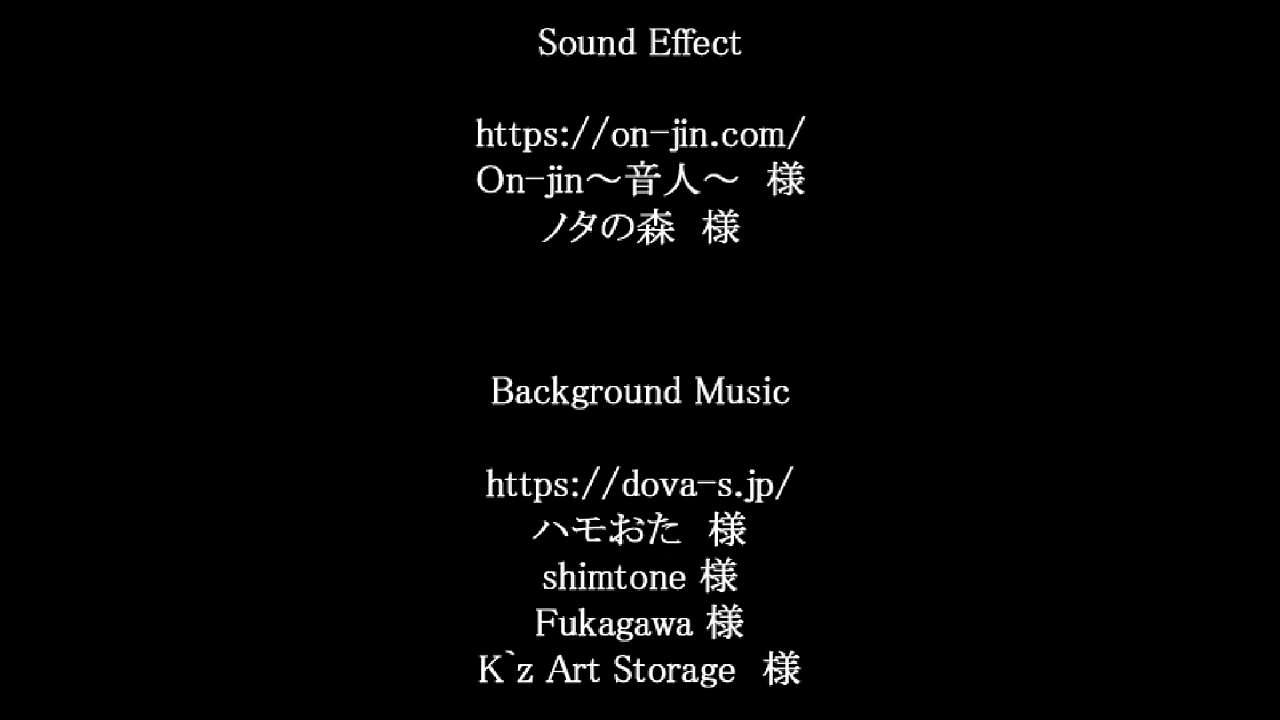 Sound Effect
https://on-jin.com/
On-jin～音人～　様
ノタの森　様
Background Music
https://dova-s.jp/
ハモおた　様
shimtone 様
Fukagawa 様
K`z Art Storage　様